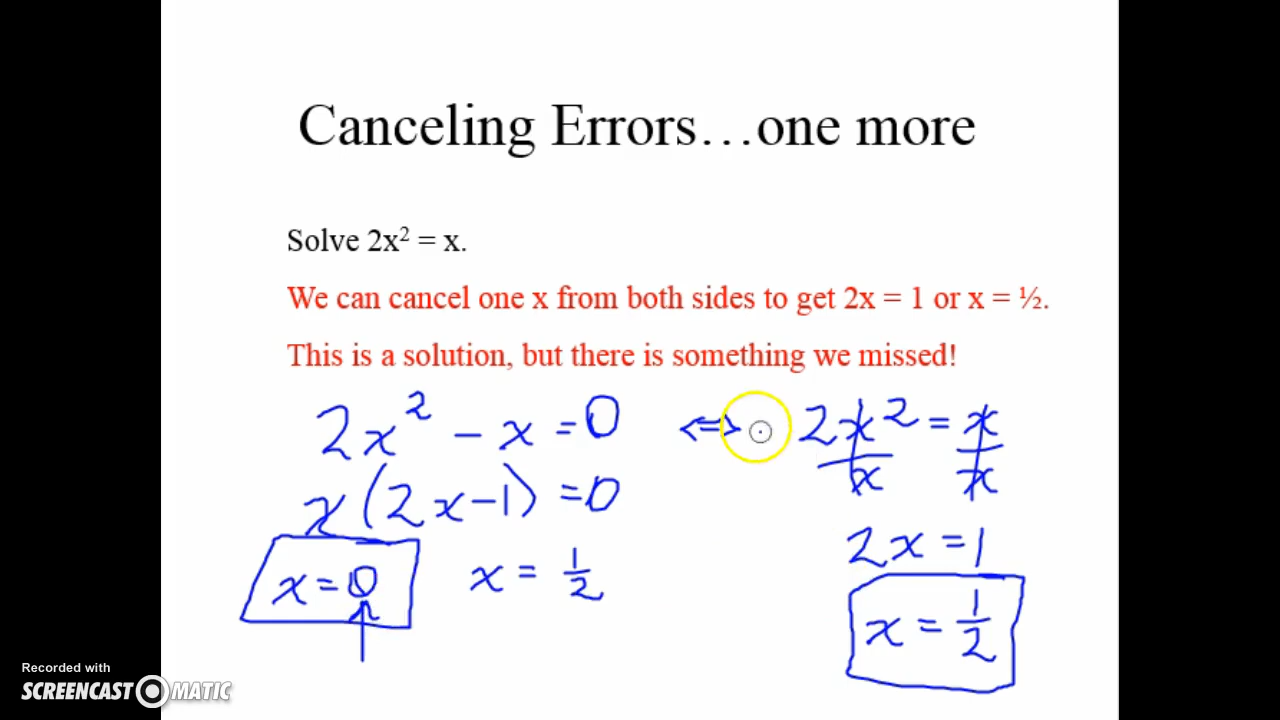 Canceling Errors…one more
Solve 2x² = x.
We can cancel one x from both sides to get 2x = 1 or x = ½.
This is a solution, but there is something we missed!
2x² - x = 0 <=> 2x² = x
x x
x(2x-1) = 0
2x = 1
x = 0 x = 1/2
x = 1/2
Recorded with
SCREENCAST MATIC